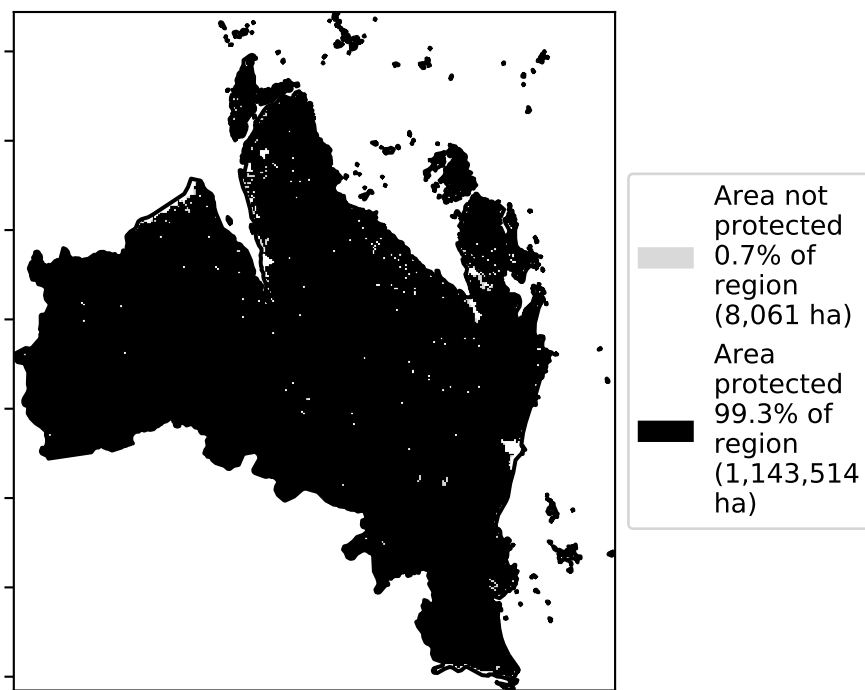 Area not
protected
0.7% of
region
(8,061 ha)
Area
protected
99.3% of
region
(1,143,514
ha)